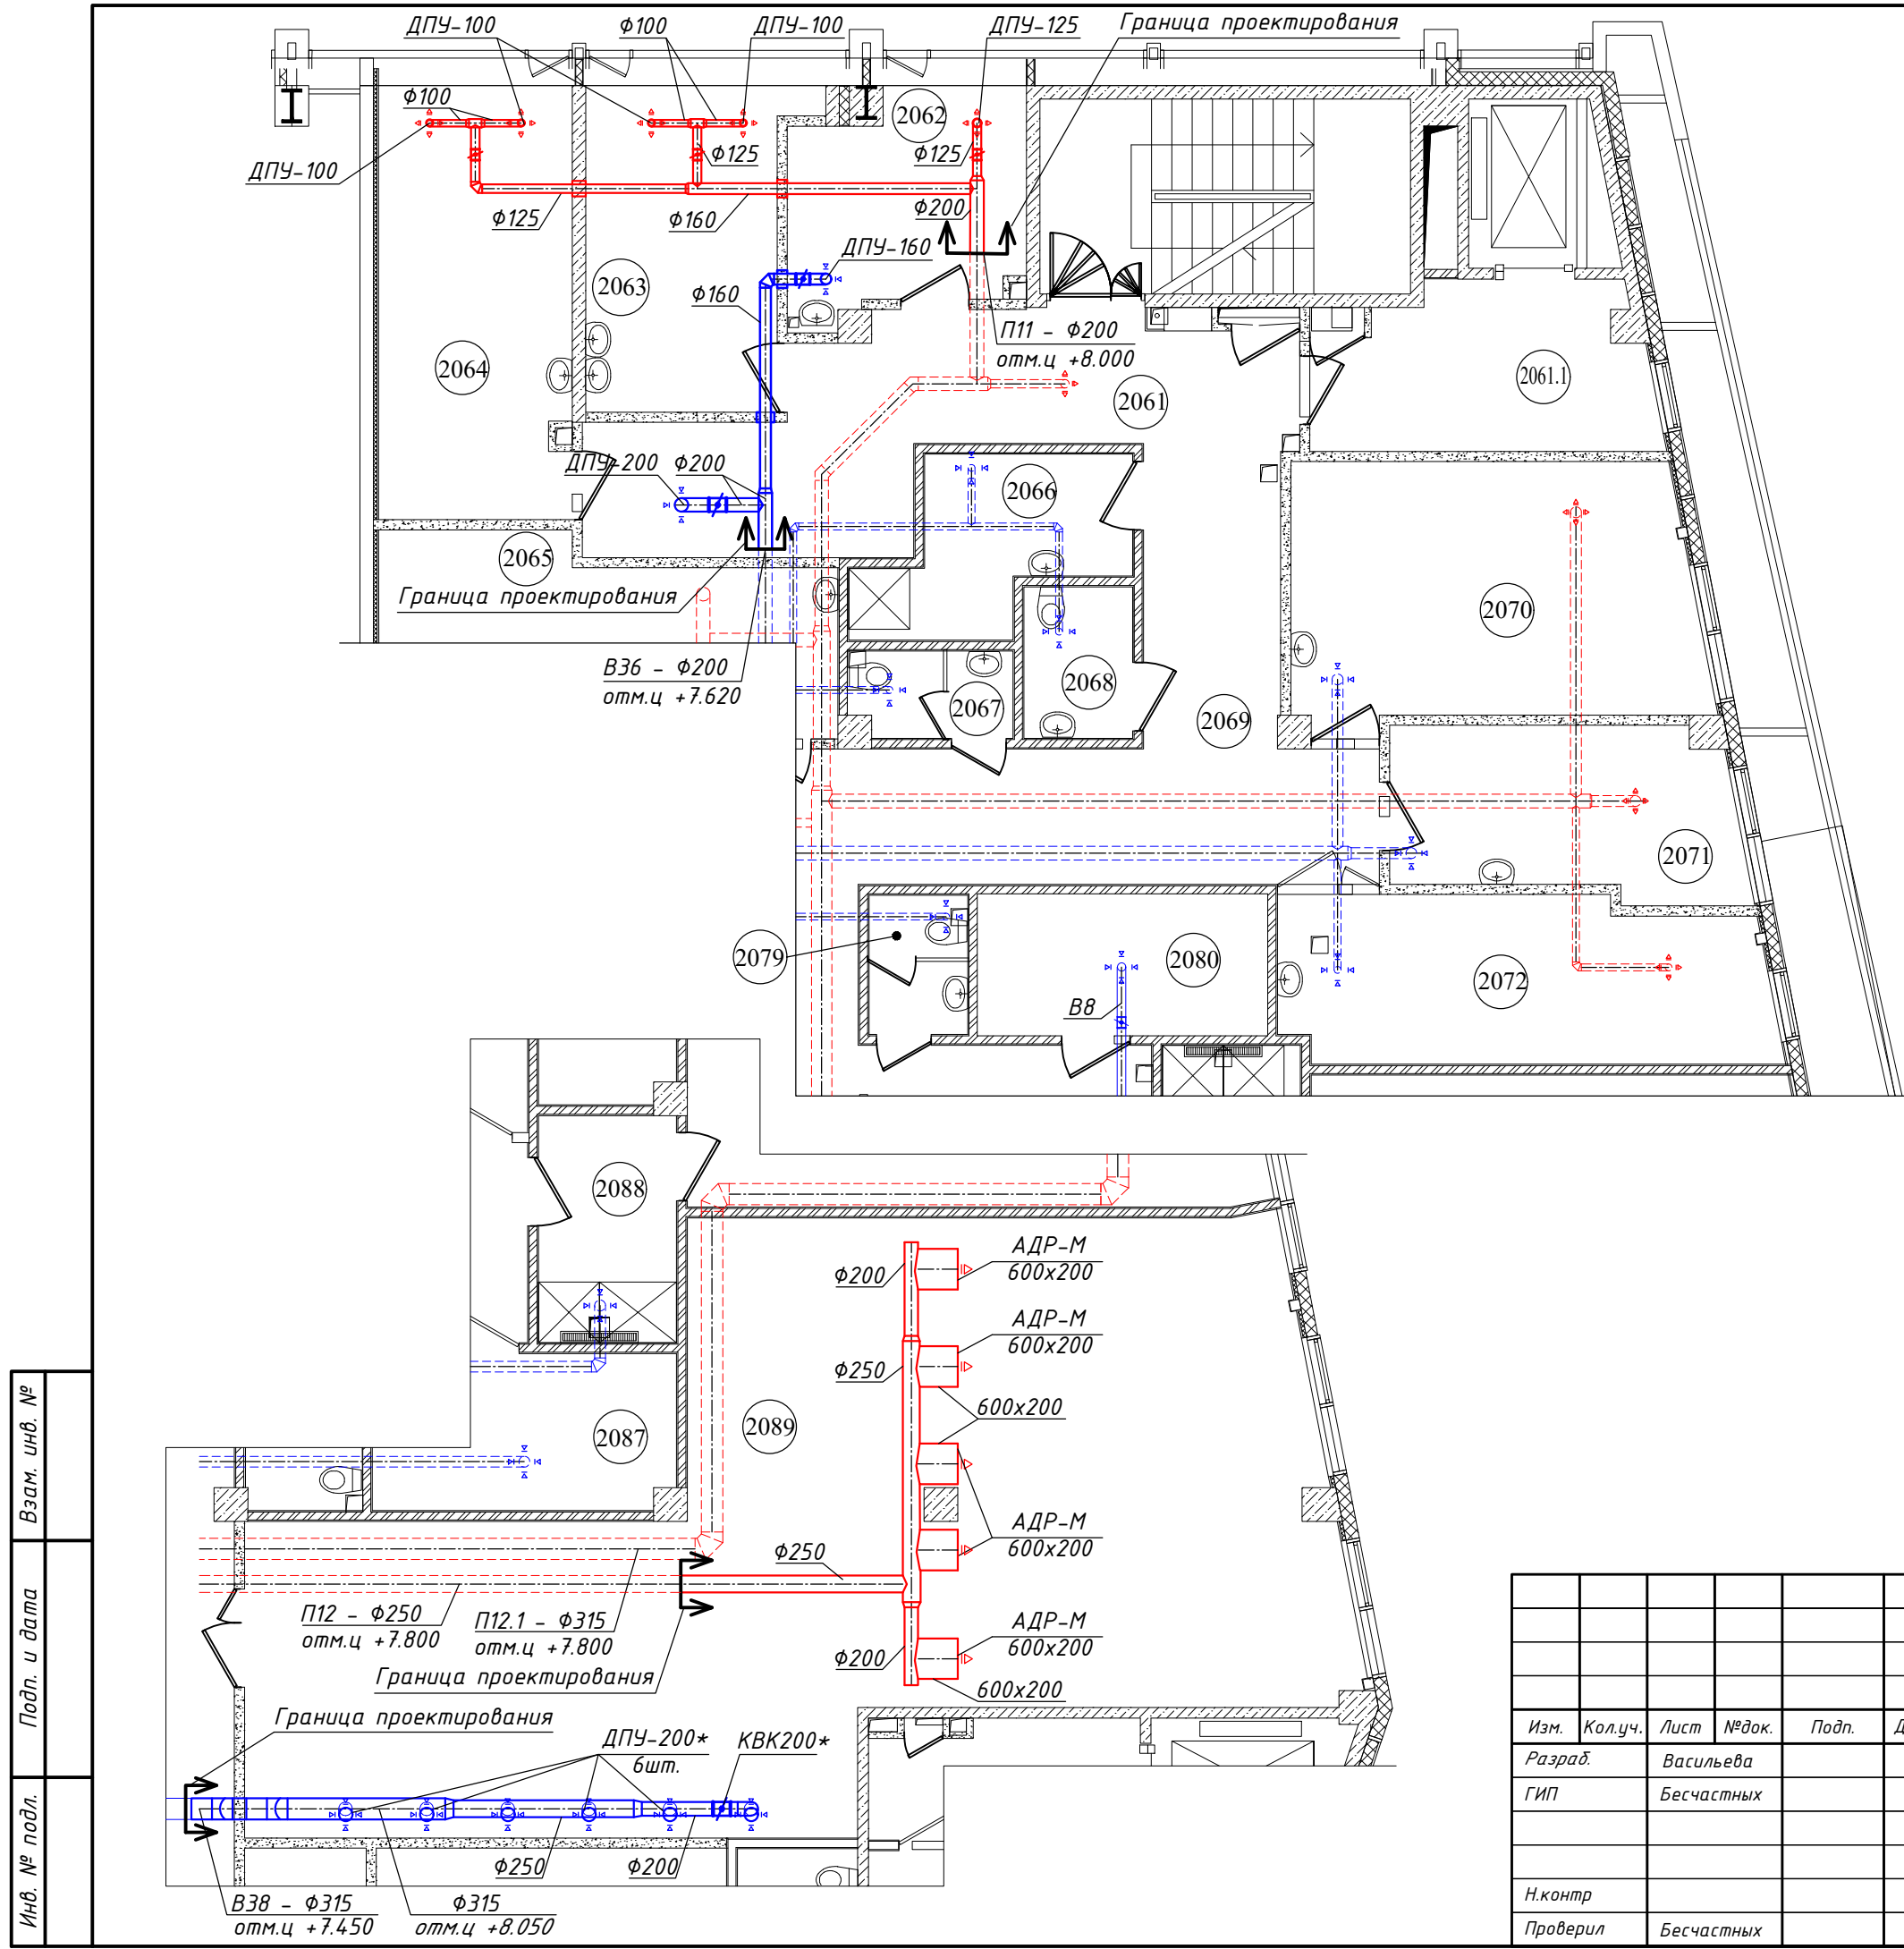 ДПУ-100
Ф100
ДПУ-100
ДПУ-125
Граница проектирования
Ф100
2062
Ф125
Ф125
ДПУ-100
Ф125
Ф160
Ф200
ДПУ-160
2063
Ф160
П11 - Ф200
отм.ц +8.000
2064
2061
2061.1
ДПУ-200
Ф200
2066
2065
Граница проектирования
2070
В36 - Ф200
отм.ц +7.620
2068
2067
2069
2071
2079
2080
2072
В8
2088
АДР-М
600х200
Ф200
АДР-М
600х200
Ф250
600х200
2089
2087
АДР-М
600х200
Ф250
П12 - Ф250
отм.ц +7.800
П12.1 - Ф315
отм.ц +7.800
АДР-М
600х200
Ф200
Граница проектирования
600х200
Граница проектирования
ДПУ-200*
6шт.
КВК200*
Ф250
Ф200
В38 - Ф315
отм.ц +7.450
Ф315
отм.ц +8.050
Взам. инв. №
Подп. и дата
Инв. № подл.
Изм. Кол.уч. Лист №док. Подп. Д
Разраб. Васильева
ГИП Бесчастных
Н.контр
Проверил Бесчастных